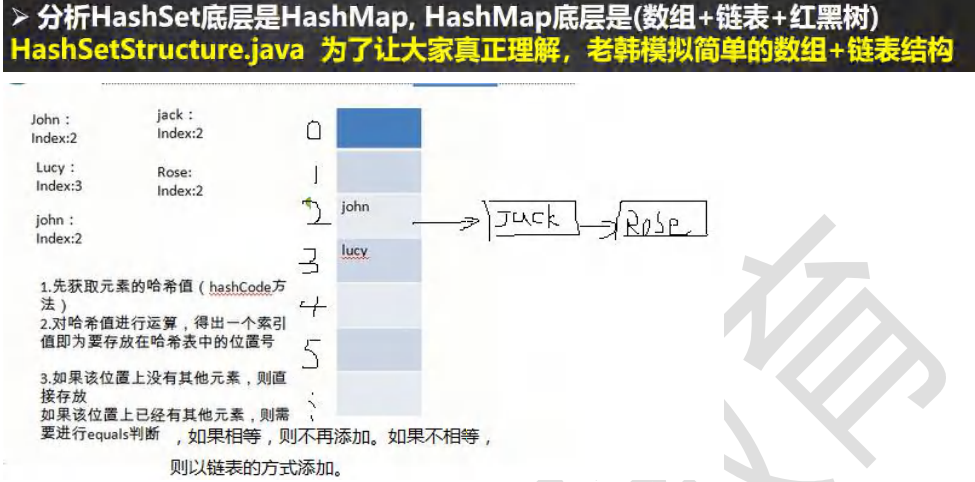 ➢ 分析HashSet底层是HashMap, HashMap底层是(数组+链表+红黑树)
HashSetStructure.java 为了让大家真正理解，老韩模拟简单的数组+链表结构
John：
Index:2
jack：
Index:2
Lucy：
Index:3
Rose:
Index:2
john：
Index:2
1.先获取元素的哈希值（hashCode方
法）
2.对哈希值进行运算，得出一个索引
值即为要存放在哈希表中的位置号
3.如果该位置上没有其他元素，则直
接存放
如果该位置上已经有其他元素，则需
要进行equals判断 ，如果相等，则不再添加。如果不相等，
则以链表的方式添加。
0
1
2 john Jack Rose
3 lucy
4
5
育